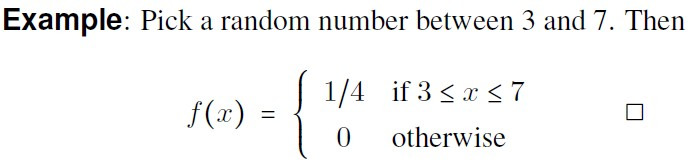 Example: Pick a random number between 3 and 7. Then
f(x) = { 1/4 if 3 ≤ x ≤ 7
0 otherwise □